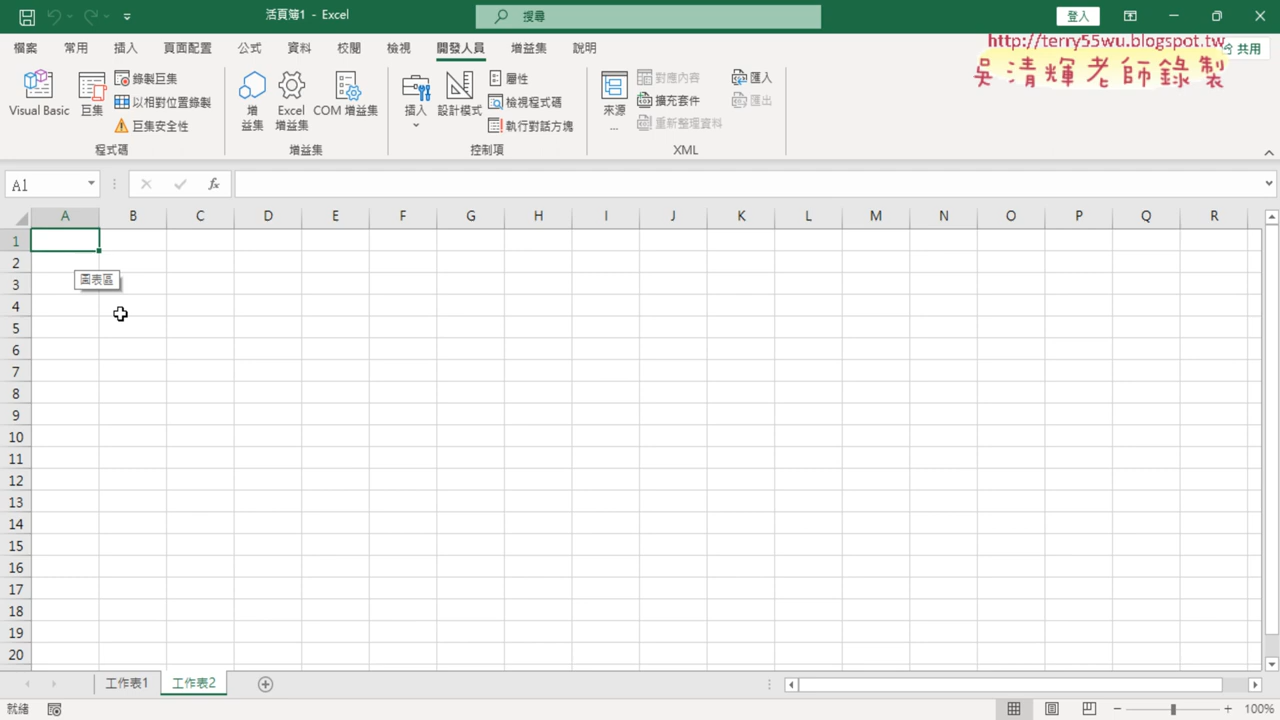 活頁簿1 - Excel
搜尋
登入
檔案 常用 插入 頁面配置 公式 資料 校閱 檢視 開發人員 增益集 說明
共用
http://terry55wu.blogspot.tw
吳清輝老師錄製
Visual Basic
巨集
錄製巨集
以相對位置錄製
巨集安全性
程式碼
增
益集
Excel
增益集
COM 增益集
增益集
插入
設計模式
屬性
檢視程式碼
執行對話方塊
控制項
來源
...
對應內容
擴充套件
重新整理資料
匯入
匯出
XML
A1
fx
A B C D E F G H I J K L M N O P Q R
1
2
圖表區
3
4
5
6
7
8
9
10
11
12
13
14
15
16
17
18
19
20
工作表1 工作表2
就緒
100%